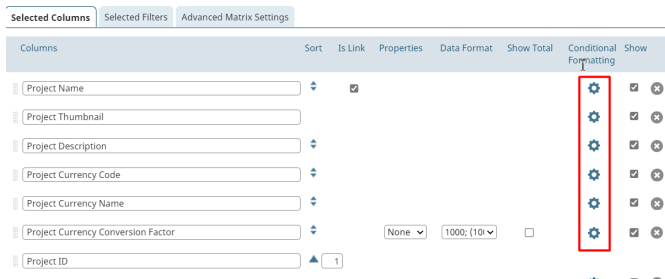 Selected Columns Selected Filters Advanced Matrix Settings
Columns Sort Is Link Properties Data Format Show Total Conditional Formatting Show
Project Name
Project Thumbnail
Project Description
Project Currency Code
Project Currency Name
Project Currency Conversion Factor None 1000; (10
Project ID 1